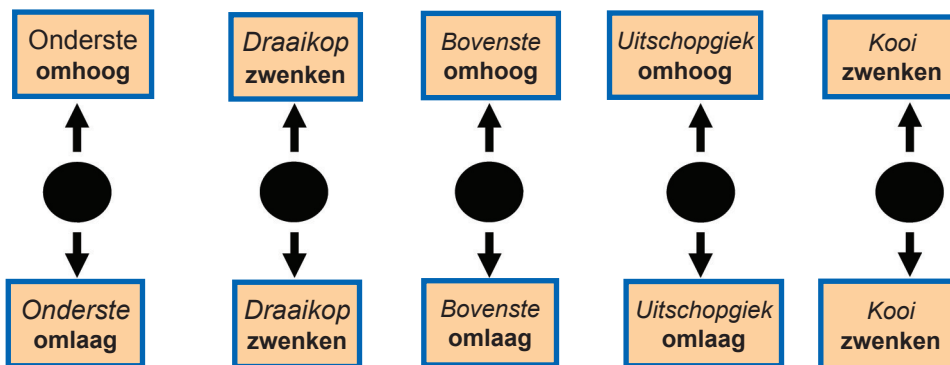 Onderste
omhoog
Draaikop
zwenken
Bovenste
omhoog
Uitschopgiek
omhoog
Kooi
zwenken
Onderste
omlaag
Draaikop
zwenken
Bovenste
omlaag
Uitschopgiek
omlaag
Kooi
zwenken